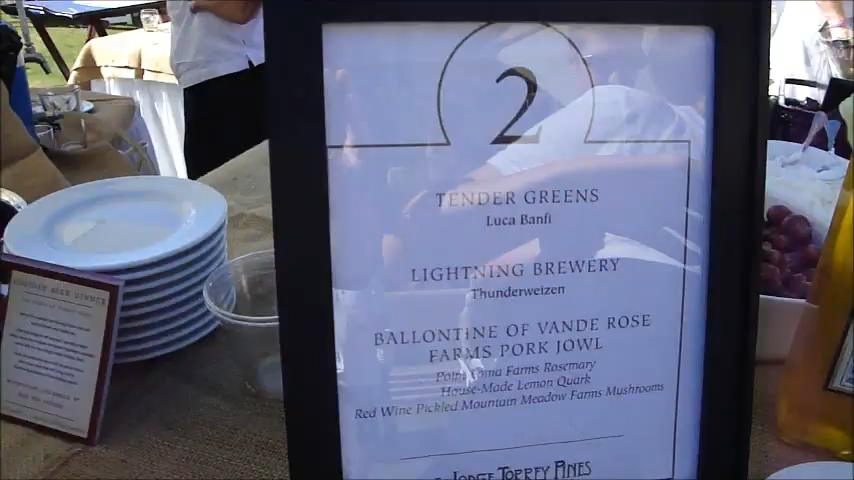 2
TENDER GREENS
Luca Banfi
LIGHTNING BREWERY
Thunderweizen
BALLONTINE OF VANDE ROSE
FARMS PORK JOWL
Point Loma Farms Rosemary
House-Made Lemon Quark
Red Wine Pickled Mountain Meadow Farms Mushrooms
Lodge Torrey Pines